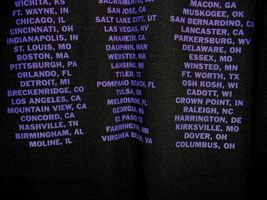 WICHITA, KS
FT. WAYNE, IN
CHICAGO, IL
CINCINNATI, OH
INDIANAPOLIS, IN
ST. LOUIS, MO
BOSTON, MA
PITTSBURGH, PA
ORLANDO, FL
DETROIT, MI
BRECKENRIDGE, CO
LOS ANGELES, CA
MOUNTAIN VIEW, CA
CONCORD, CA
NASHVILLE, TN
BIRMINGHAM, AL
MOLINE, IL
SACRAMENTO, CA
SALT LAKE CITY, UT
LAS VEGAS, NV
ANAHEIM, CA
DAUPHIN, MAN
WEBSTER, MA
LANSING, MI
TYLER, TX
POMPANO BEACH, FL
TULSA, OK
MELBOURNE, FL
GEORGIA, VT
EL PASO, TX
FARMINGTON, NM
VIRGINIA BEACH, VA
MACON, GA
MUSKOGEE, OK
SAN BERNARDINO, CA
LANCASTER, CA
PARKERSBURG, WV
DELAWARE, OH
ESSEX, MD
WINSTED, MN
FT. WORTH, TX
OSH KOSH, WI
CADOTT, WI
CROWN POINT, IN
RALEIGH, NC
HARRINGTON, DE
KIRKSVILLE, MO
DOVER, OH
COLUMBUS, OH